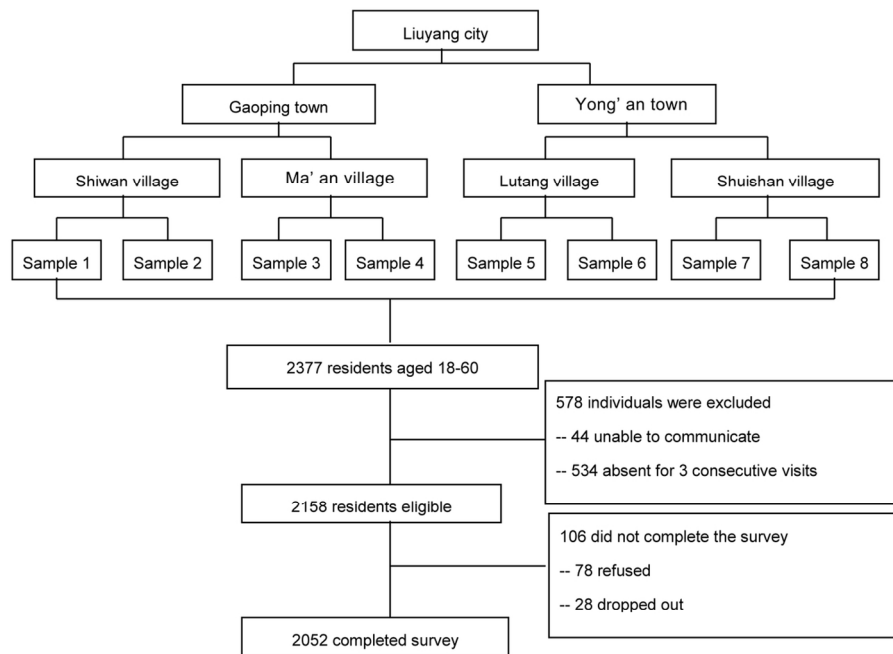 Liuyang city
Gaoping town
Yong' an town
Shiwan village
Ma' an village
Lutang village
Shuishan village
Sample 1
Sample 2
Sample 3
Sample 4
Sample 5
Sample 6
Sample 7
Sample 8
2377 residents aged 18-60
578 individuals were excluded
-- 44 unable to communicate
-- 534 absent for 3 consecutive visits
2158 residents eligible
106 did not complete the survey
-- 78 refused
-- 28 dropped out
2052 completed survey